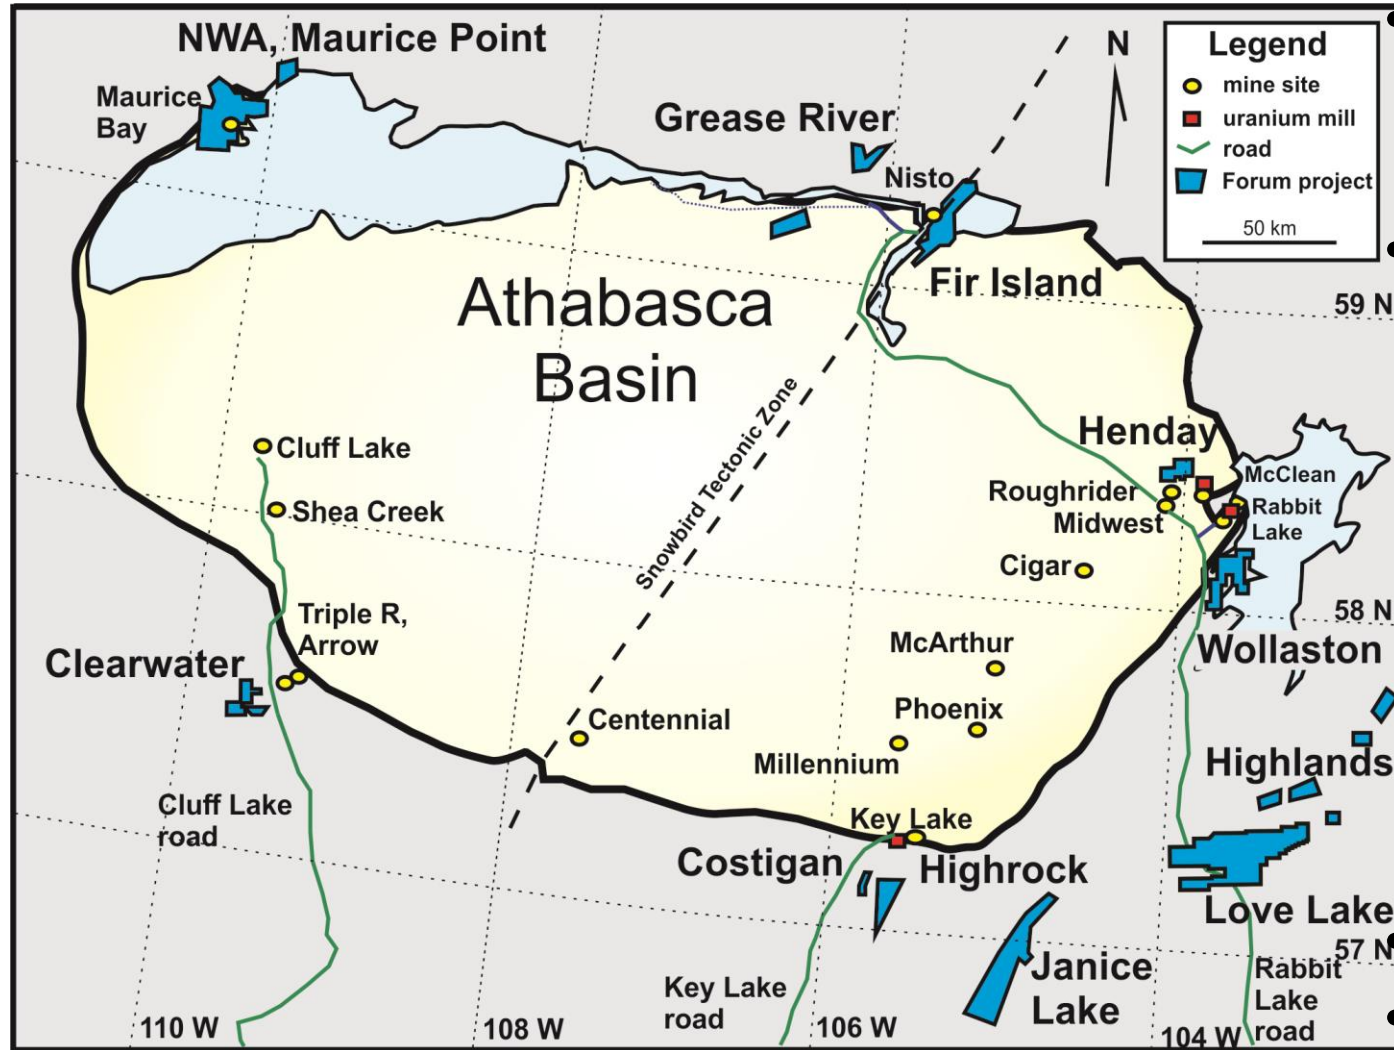 NWA, Maurice Point
Maurice
Bay
Grease River
Nisto
N
Legend
mine site
uranium mill
road
Forum project
50 km
Fir Island
59 N
Athabasca
Basin
Snowbird Tectonic Zone
Henday
McClean
Rabbit
Lake
Roughrider
Midwest
Cigar
Cluff Lake
Shea Creek
Triple R,
Arrow
Clearwater
58 N
Wollaston
McArthur
Phoenix
Millennium
Centennial
Highlands
Cluff Lake
road
Key Lake
Costigan
Highrock
Love Lake
57 N
Janice
Lake
Key Lake
road
Rabbit
Lake
road
110 W
108 W
106 W
104 W